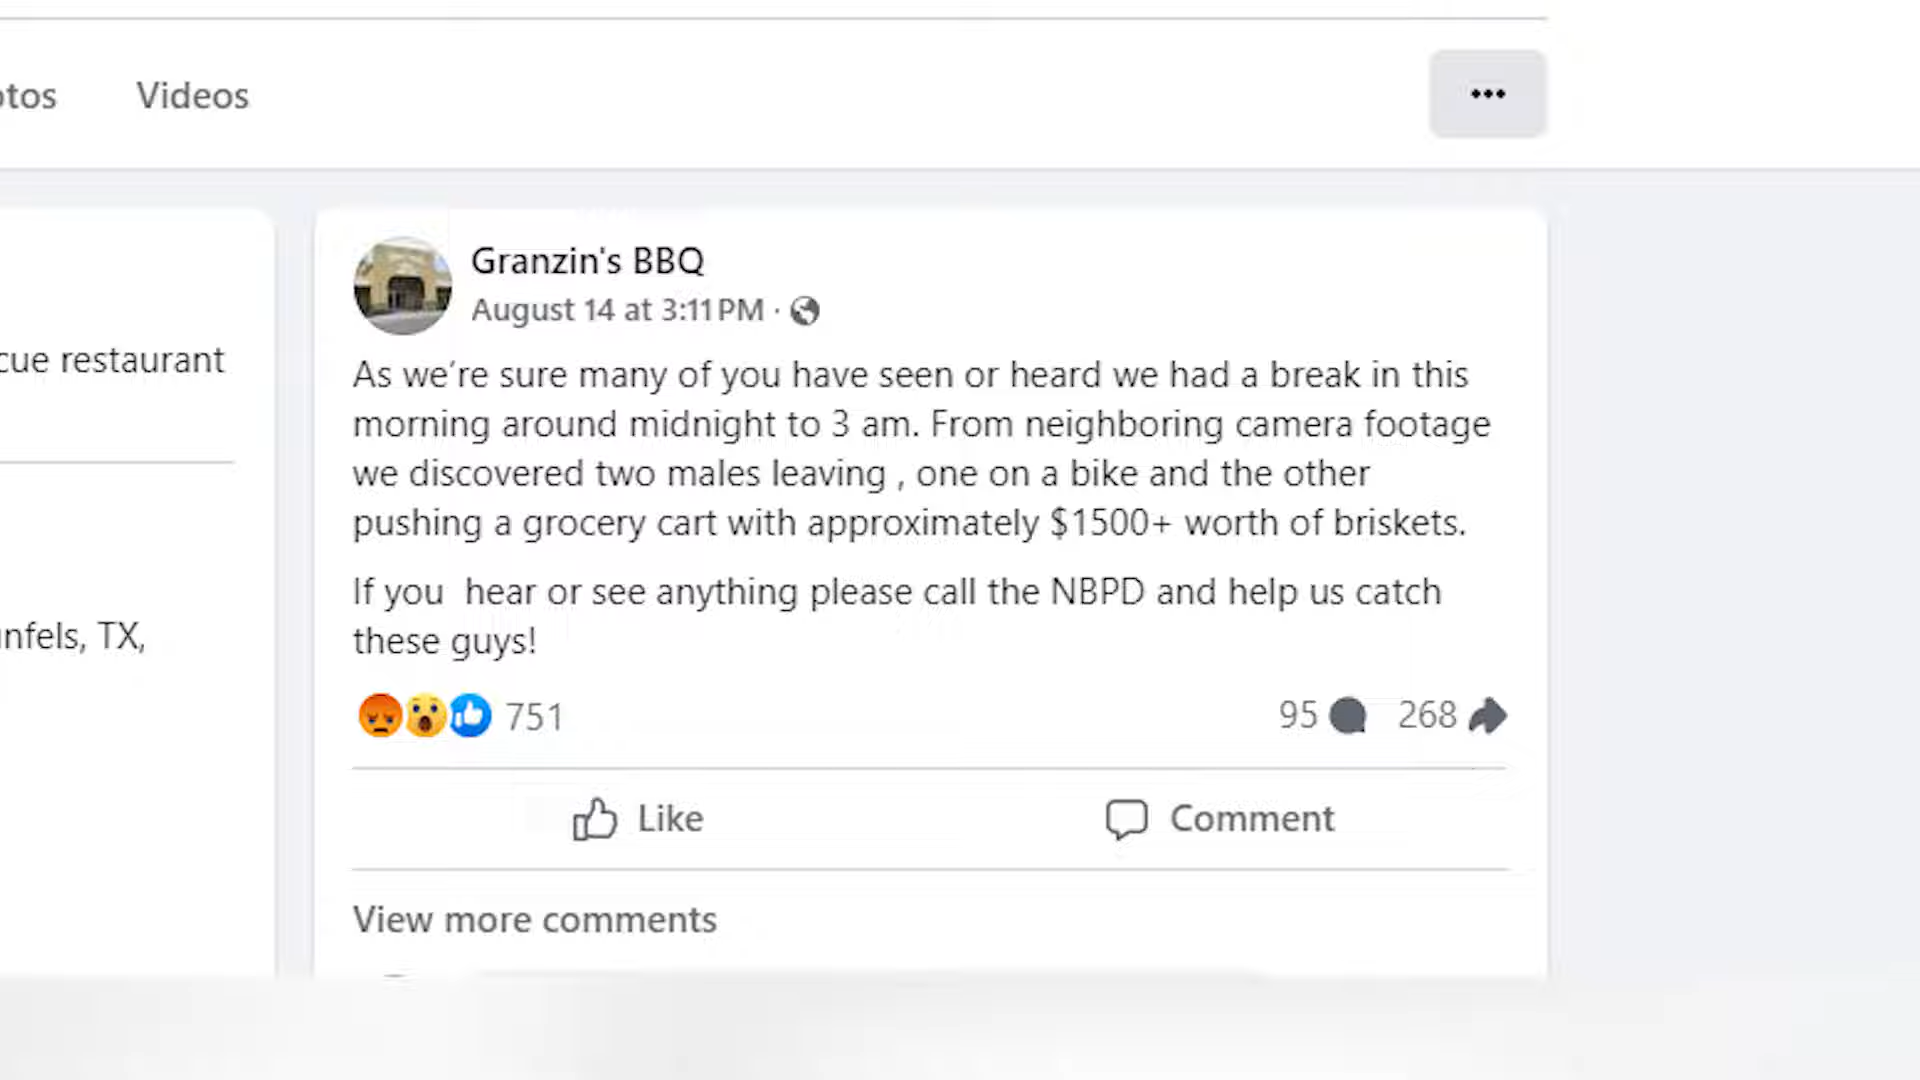 otos
Videos
cue restaurant
nfels, TX,
Granzin's BBQ
August 14 at 3:11 PM ·
As we're sure many of you have seen or heard we had a break in this
morning around midnight to 3 am. From neighboring camera footage
we discovered two males leaving , one on a bike and the other
pushing a grocery cart with approximately $1500+ worth of briskets.
If you  hear or see anything please call the NBPD and help us catch
these guys!
751
95
268
Like
Comment
View more comments